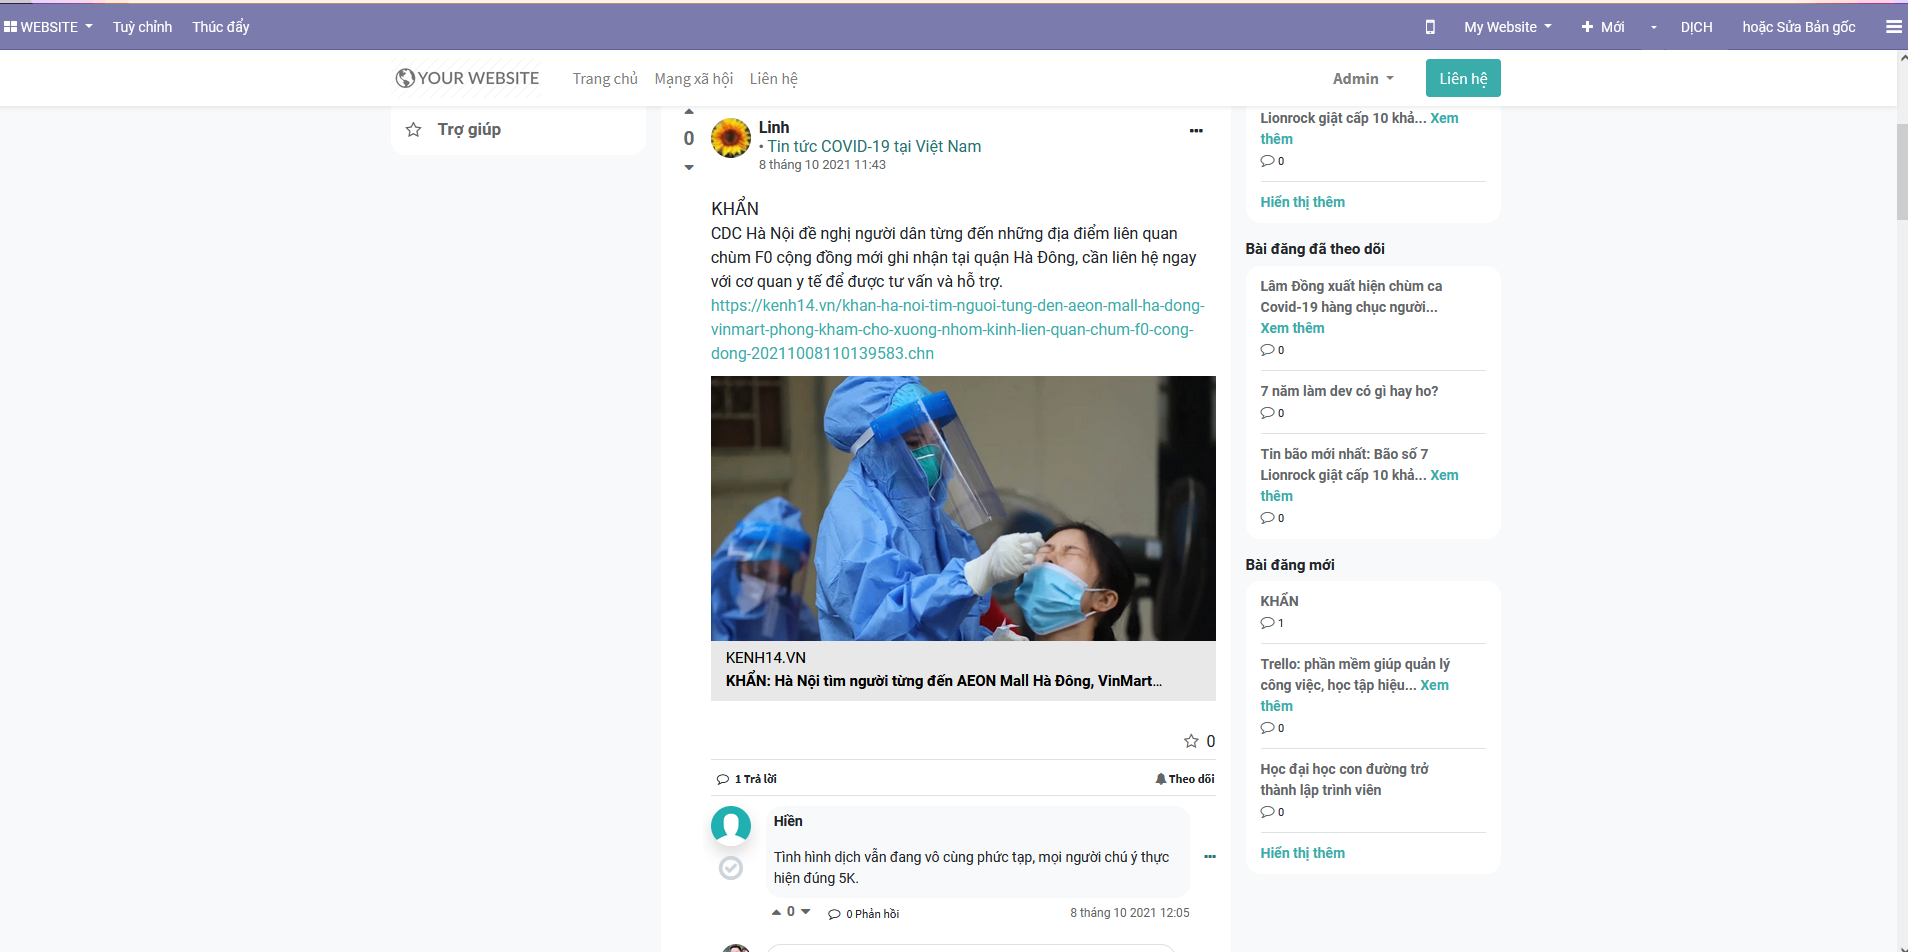 WEBSITE Tuỳ chỉnh Thúc đẩy My Website Mới DỊCH hoặc Sửa Bản gốc
YOUR WEBSITE Trang chủ Mạng xã hội Liên hệ Admin Liên hệ
Trợ giúp
0
Linh
• Tin tức COVID-19 tại Việt Nam
8 tháng 10 2021 11:43
KHẨN
CDC Hà Nội đề nghị người dân từng đến những địa điểm liên quan
chùm F0 cộng đồng mới ghi nhận tại quận Hà Đông, cần liên hệ ngay
với cơ quan y tế để được tư vấn và hỗ trợ.
https://kenh14.vn/khan-ha-noi-tim-nguoi-tung-den-aeon-mall-ha-dong-
vinmart-phong-kham-cho-xuong-nhom-kinh-lien-quan-chum-f0-cong-
dong-20211008110139583.chn
KENH14.VN
KHẨN: Hà Nội tìm người từng đến AEON Mall Hà Đông, VinMart...
0
1 Trả lời Theo dõi
Hiền
Tình hình dịch vẫn đang vô cùng phức tạp, mọi người chú ý thực
hiện đúng 5K.
0 0 Phản hồi 8 tháng 10 2021 12:05
Lionrock giật cấp 10 khả... Xem
thêm
0
Hiển thị thêm
Bài đăng đã theo dõi
Lâm Đồng xuất hiện chùm ca
Covid-19 hàng chục người...
Xem thêm
0
7 năm làm dev có gì hay ho?
0
Tin bão mới nhất: Bão số 7
Lionrock giật cấp 10 khả... Xem
thêm
0
Bài đăng mới
KHẨN
1
Trello: phần mềm giúp quản lý
công việc, học tập hiệu... Xem
thêm
0
Học đại học con đường trở
thành lập trình viên
0
Hiển thị thêm